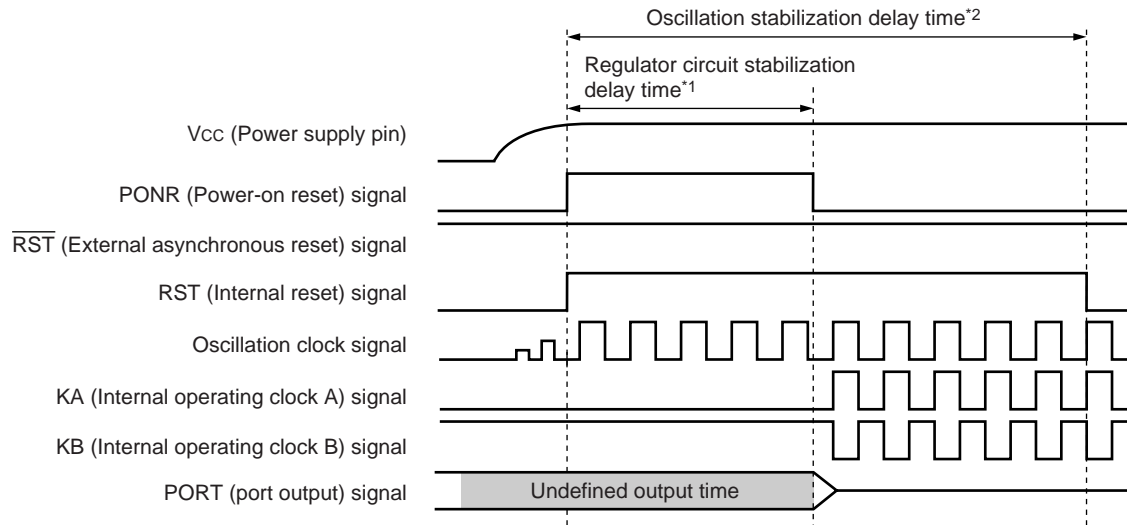 Oscillation stabilization delay time*2
Regulator circuit stabilization
delay time*1
VCC (Power supply pin)
PONR (Power-on reset) signal
R̅S̅T̅ (External asynchronous reset) signal
RST (Internal reset) signal
Oscillation clock signal
KA (Internal operating clock A) signal
KB (Internal operating clock B) signal
PORT (port output) signal
Undefined output time